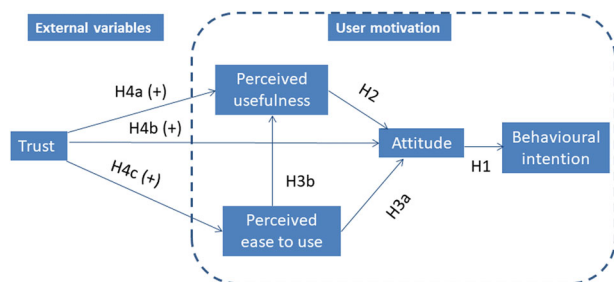 External variables
User motivation
H4a (+)
Perceived
usefulness
H2
H4b (+)
Trust
Attitude
Behavioural
intention
H1
H4c (+)
H3b
H3a
Perceived
ease to use